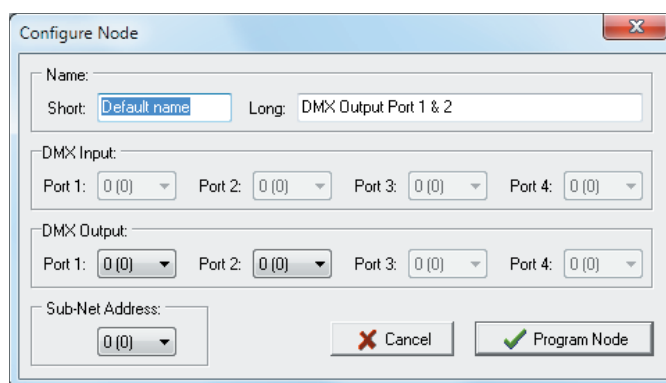 Configure Node
Name:
Short: Default name Long: DMX Output Port 1 & 2
DMX Input:
Port 1: 0 (0) Port 2: 0 (0) Port 3: 0 (0) Port 4: 0 (0)
DMX Output:
Port 1: 0 (0) Port 2: 0 (0) Port 3: 0 (0) Port 4: 0 (0)
Sub-Net Address:
0 (0) Cancel Program Node